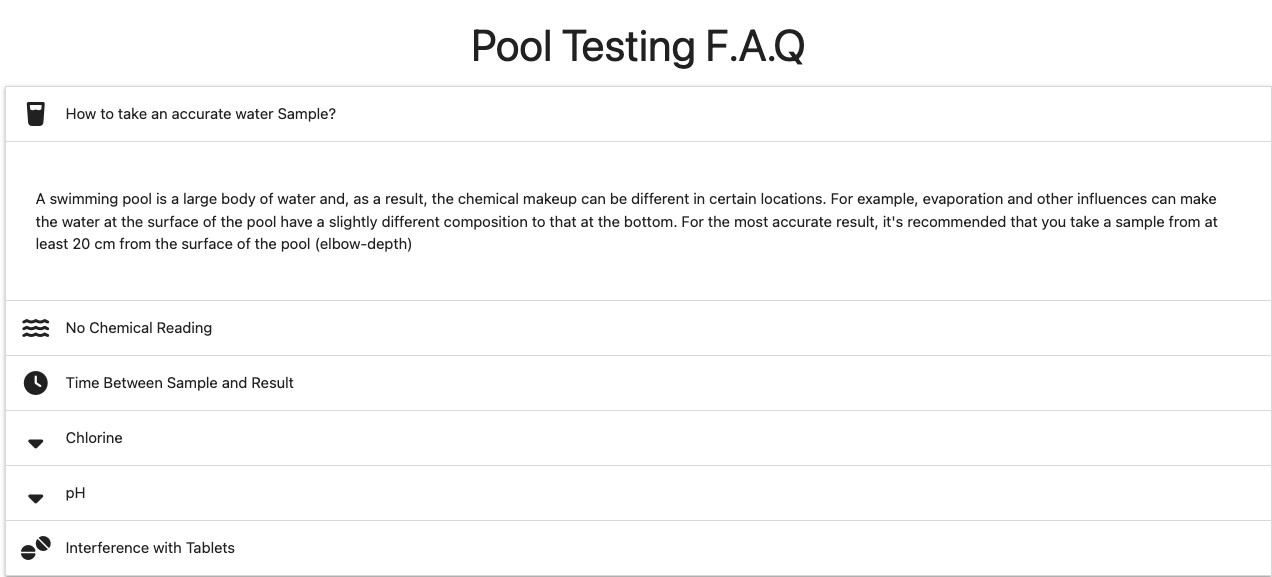 Pool Testing F.A.Q
How to take an accurate water Sample?
A swimming pool is a large body of water and, as a result, the chemical makeup can be different in certain locations. For example, evaporation and other influences can make
the water at the surface of the pool have a slightly different composition to that at the bottom. For the most accurate result, it's recommended that you take a sample from at
least 20 cm from the surface of the pool (elbow-depth)
No Chemical Reading
Time Between Sample and Result
Chlorine
pH
Interference with Tablets